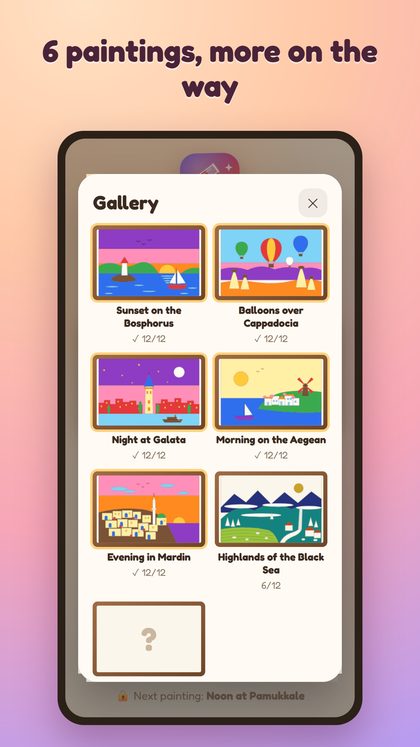 6 paintings, more on the
way
Gallery
Sunset on the
Bosphorus
✓ 12/12
Balloons over
Cappadocia
✓ 12/12
Night at Galata
✓ 12/12
Morning on the Aegean
✓ 12/12
Evening in Mardin
✓ 12/12
Highlands of the Black
Sea
6/12
?
🔒 Next painting: Noon at Pamukkale